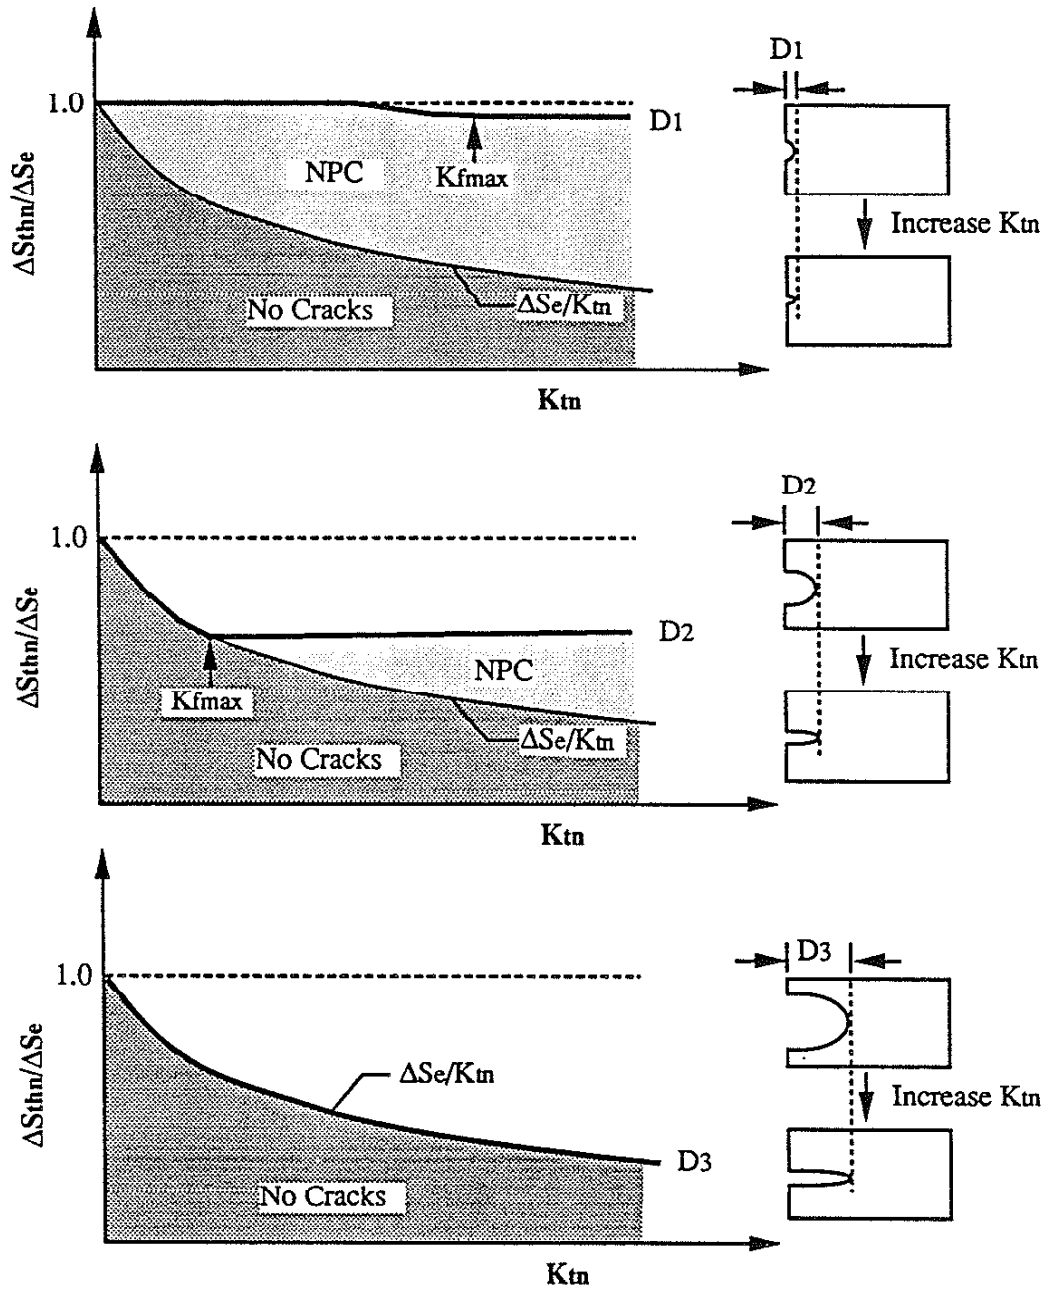 D1
1.0
D1
NPC
Kfmax
ΔSthn/ΔSe
Increase Ktn
No Cracks
ΔSe/Ktn
Ktn
D2
1.0
D2
ΔSthn/ΔSe
NPC
Increase Ktn
Kfmax
ΔSe/Ktn
No Cracks
Ktn
D3
1.0
ΔSthn/ΔSe
ΔSe/Ktn
Increase Ktn
D3
No Cracks
Ktn